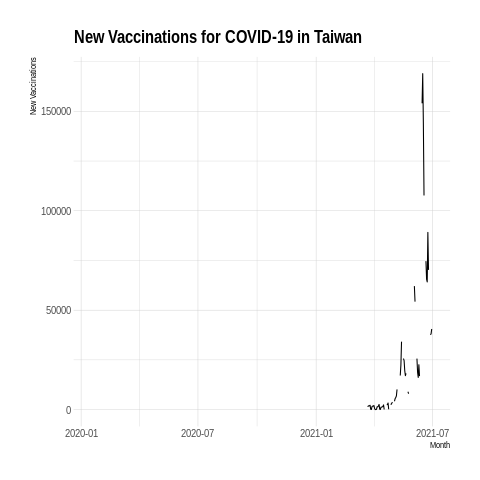 New Vaccinations for COVID-19 in Taiwan
New Vaccinations
150000
100000
50000
0
2020-01 2020-07 2021-01 2021-07
Month